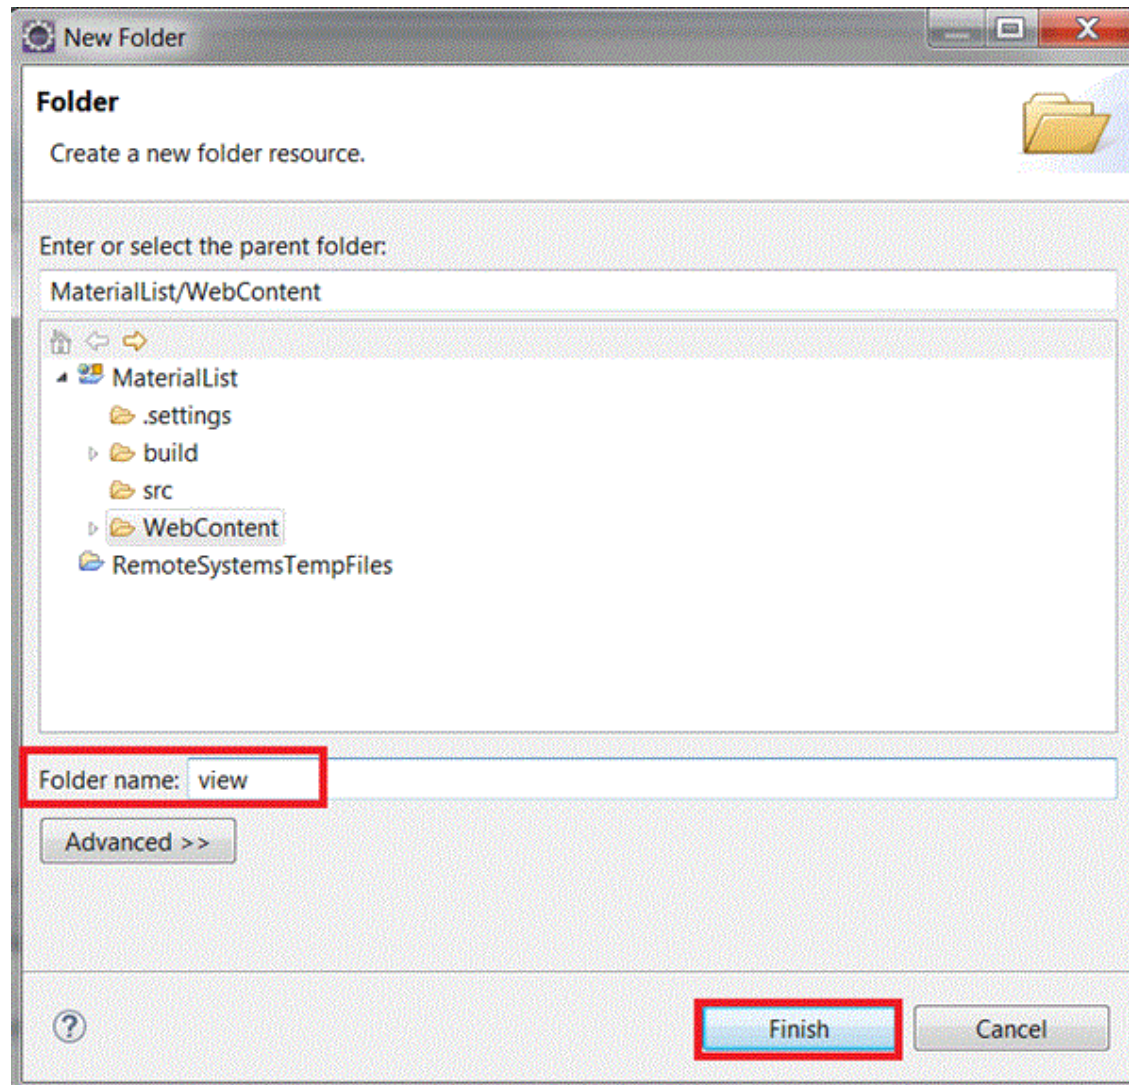 New Folder
Folder
Create a new folder resource.
Enter or select the parent folder:
MaterialList/WebContent
MaterialList
.settings
build
src
WebContent
RemoteSystemsTempFiles
Folder name: view
Advanced >>
? Finish Cancel